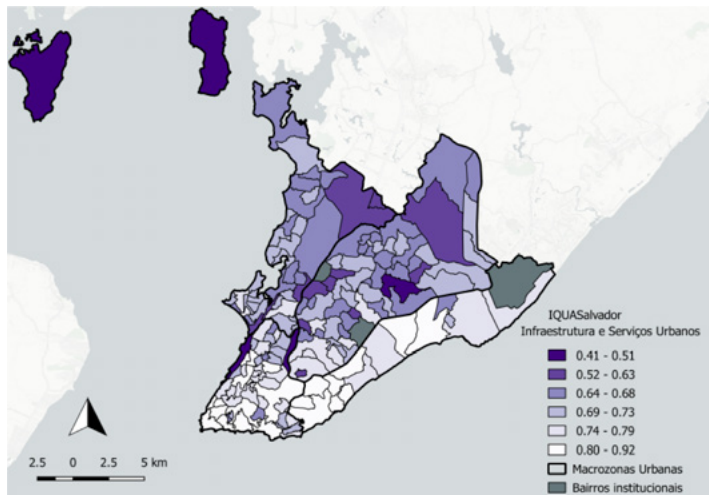 IQUASalvador
Infraestrutura e Serviços Urbanos
0.41 - 0.51
0.52 - 0.63
0.64 - 0.68
0.69 - 0.73
0.74 - 0.79
0.80 - 0.92
Macrozonas Urbanas
Bairros institucionais
2.5 0 2.5 5 km